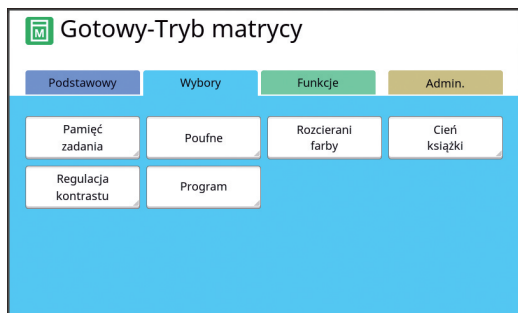 M
Gotowy-Tryb matrycy
Podstawowy Wybory Funkcje Admin.
Pamięć
zadania
Poufne
Rozcierani
farby
Cień
książki
Regulacja
kontrastu
Program